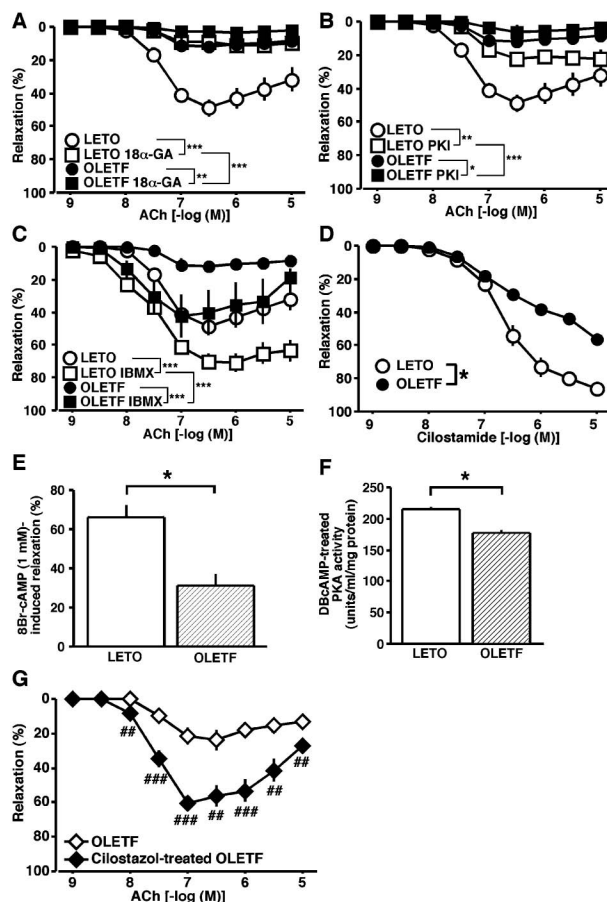 A
Relaxation (%)
0
20
40
60
80
100
LETO
LETO 18α-GA
OLETF
OLETF 18α-GA
***
**
***
***
9 8 7 6 5
ACh [-log (M)]
B
Relaxation (%)
0
20
40
60
80
100
LETO
LETO PKI
OLETF
OLETF PKI
**
*
***
9 8 7 6 5
ACh [-log (M)]
C
Relaxation (%)
0
20
40
60
80
100
LETO
LETO IBMX
OLETF
OLETF IBMX
***
***
***
***
9 8 7 6 5
ACh [-log (M)]
D
Relaxation (%)
0
20
40
60
80
100
LETO
OLETF
*
9 8 7 6 5
Cilostamide [-log (M)]
E
8Br-cAMP (1 mM)-
induced relaxation (%)
80
60
40
20
0
*
LETO OLETF
F
DBcAMP-treated
PKA activity
(units/ml/mg protein)
250
200
150
100
50
0
*
LETO OLETF
G
Relaxation (%)
0
20
40
60
80
100
##
###
###
##
###
##
##
OLETF
Cilostazol-treated OLETF
9 8 7 6 5
ACh [-log (M)]